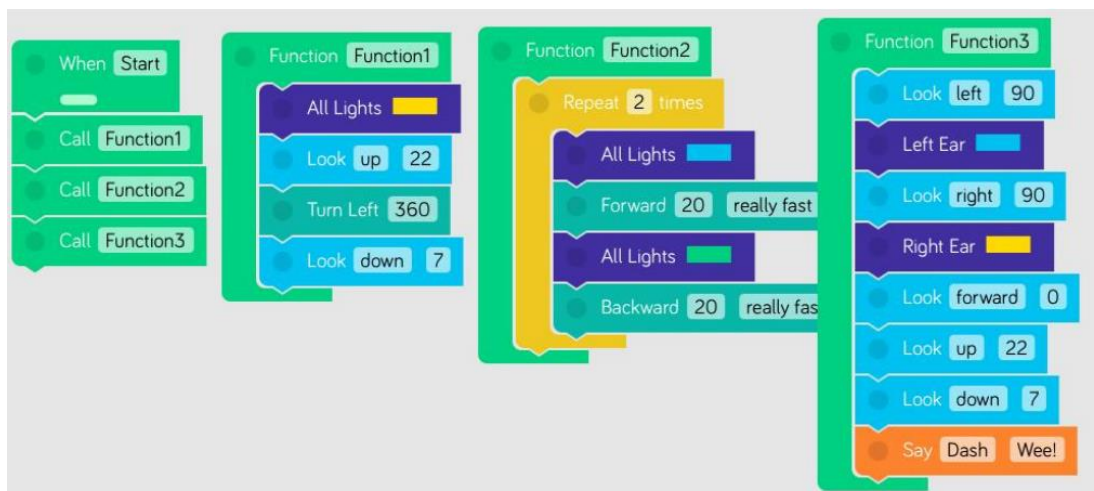 When Start
Call Function1
Call Function2
Call Function3
Function Function1
All Lights
Look up 22
Turn Left 360
Look down 7
Function Function2
Repeat 2 times
All Lights
Forward 20 really fast
All Lights
Backward 20 really fas
Function Function3
Look left 90
Left Ear
Look right 90
Right Ear
Look forward 0
Look up 22
Look down 7
Say Dash Wee!